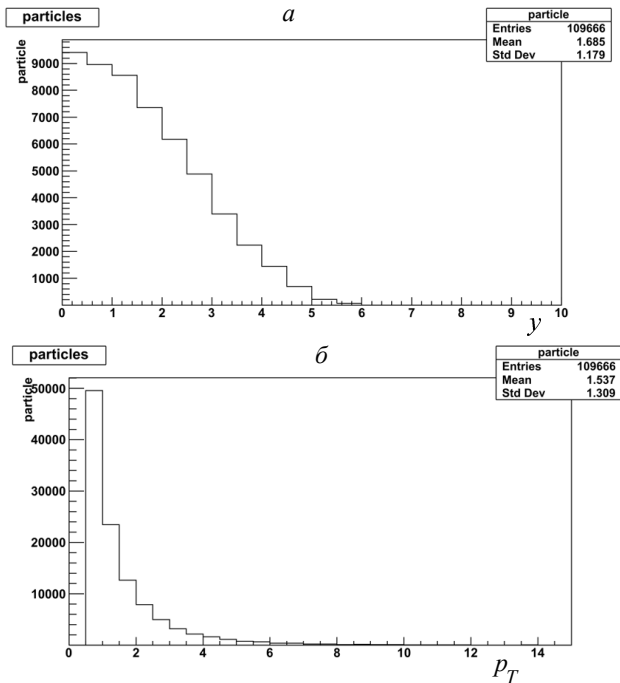 particles
а
particle
Entries 109666
Mean 1.685
Std Dev 1.179
particle
9000
8000
7000
6000
5000
4000
3000
2000
1000
0 1 2 3 4 5 6 7 8 9 10
y
particles
б
particle
Entries 109666
Mean 1.537
Std Dev 1.309
particle
50000
40000
30000
20000
10000
0 2 4 6 8 10 12 14
p_T